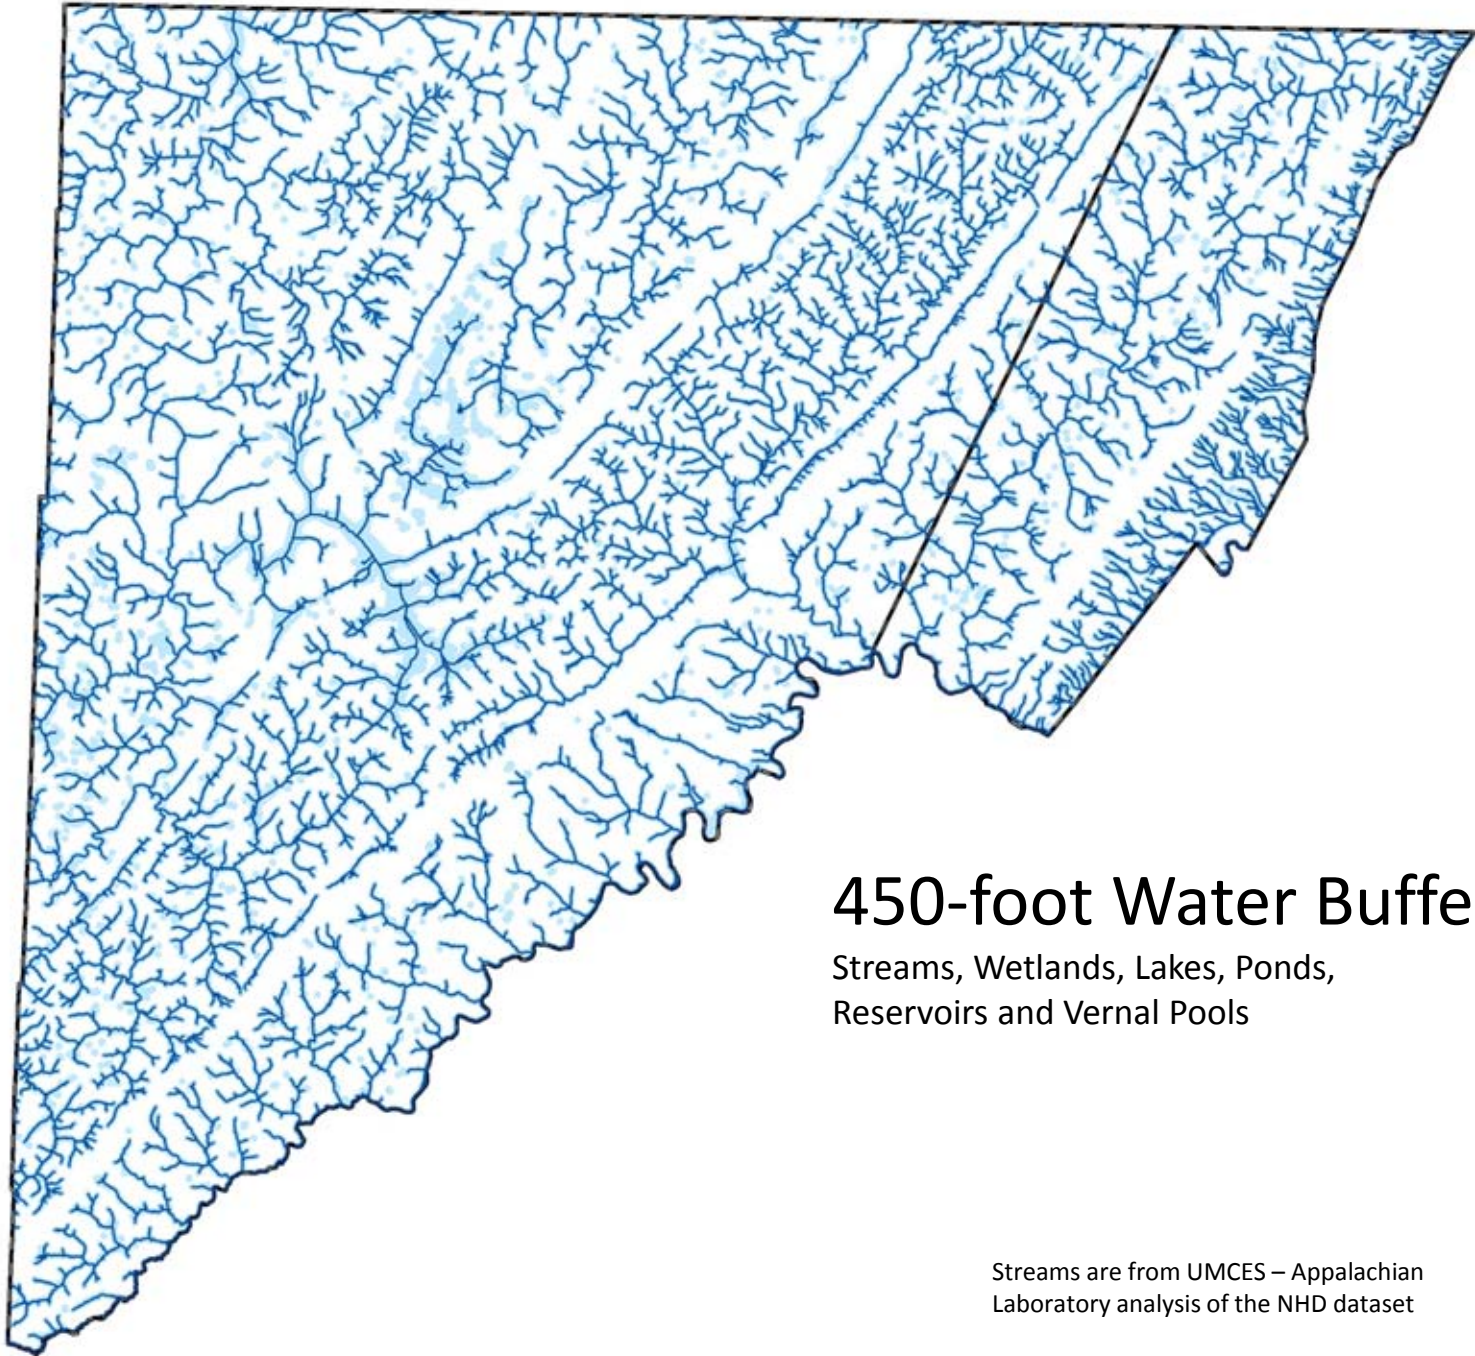 450-foot Water Buffe
Streams, Wetlands, Lakes, Ponds,
Reservoirs and Vernal Pools
Streams are from UMCES – Appalachian
Laboratory analysis of the NHD dataset